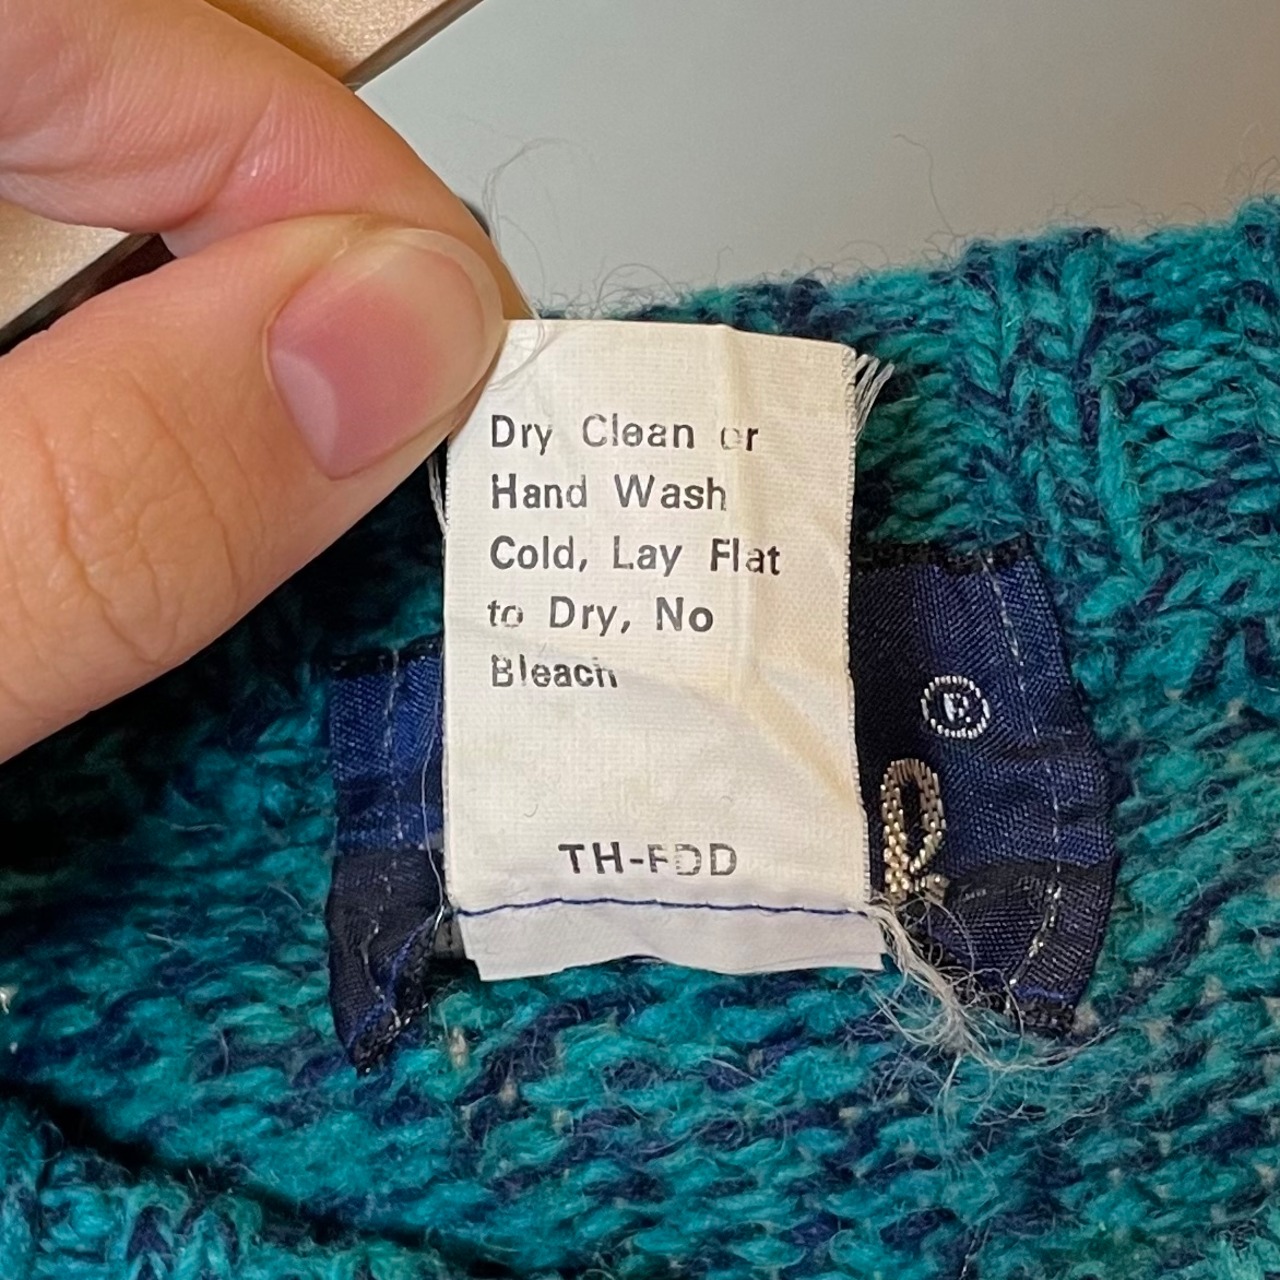 Dry Clean or
Hand Wash
Cold, Lay Flat
to Dry, No
Bleach
TH-FDD
®